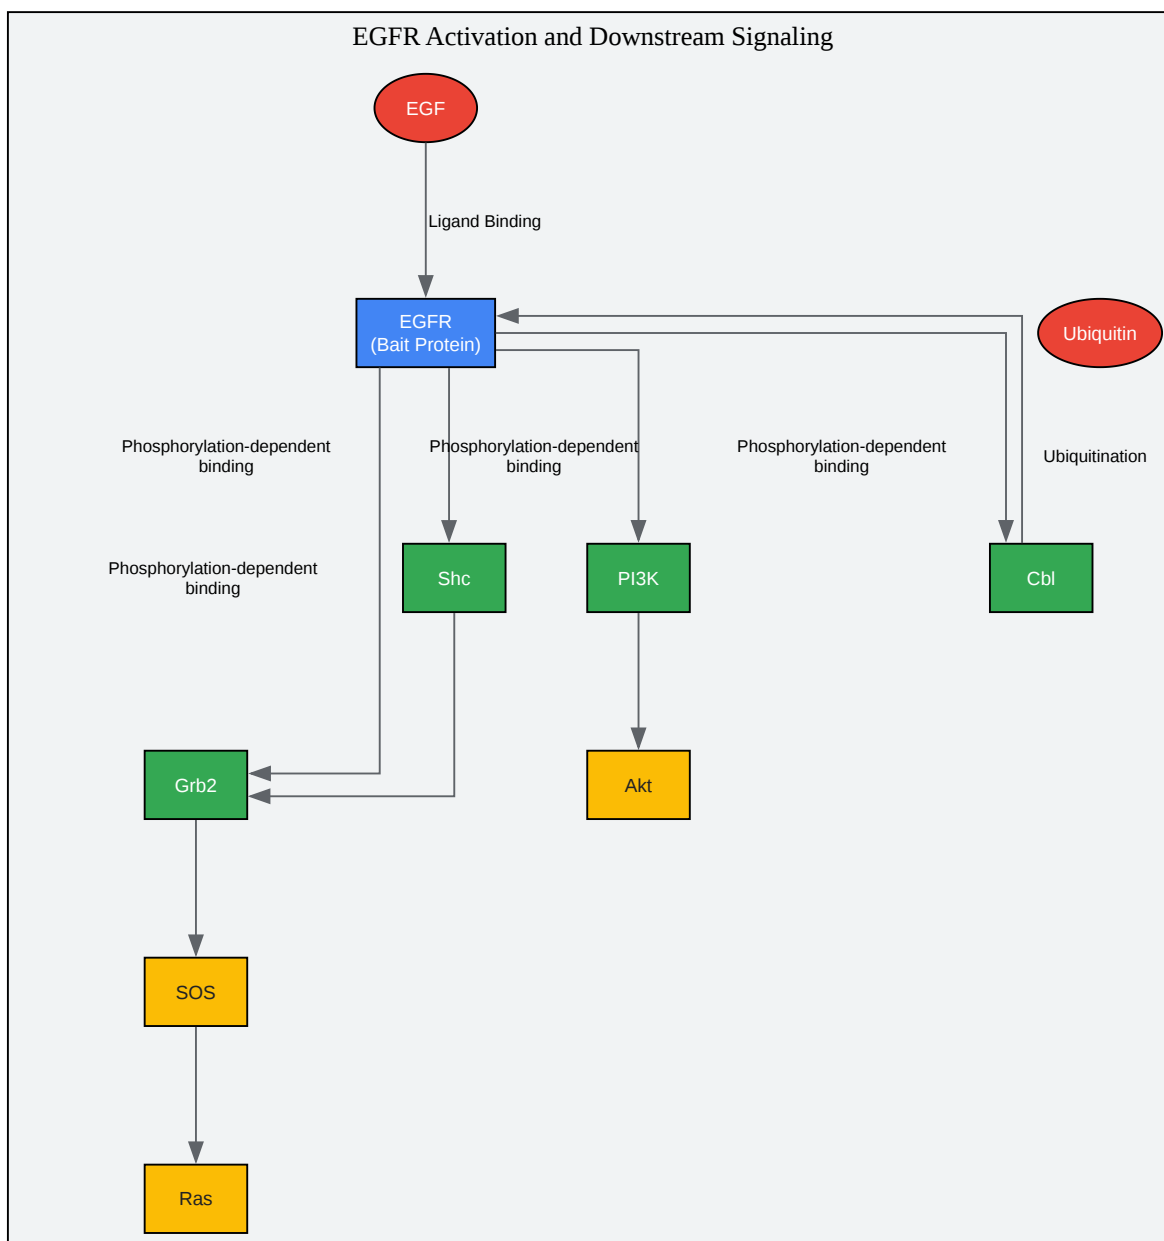 EGFR Activation and Downstream Signaling
EGF
Ligand Binding
EGFR
(Bait Protein)
Ubiquitin
Phosphorylation-dependent
binding
Phosphorylation-dependent
binding
Phosphorylation-dependent
binding
Ubiquitination
Phosphorylation-dependent
binding
Shc
PI3K
Cbl
Grb2
Akt
SOS
Ras